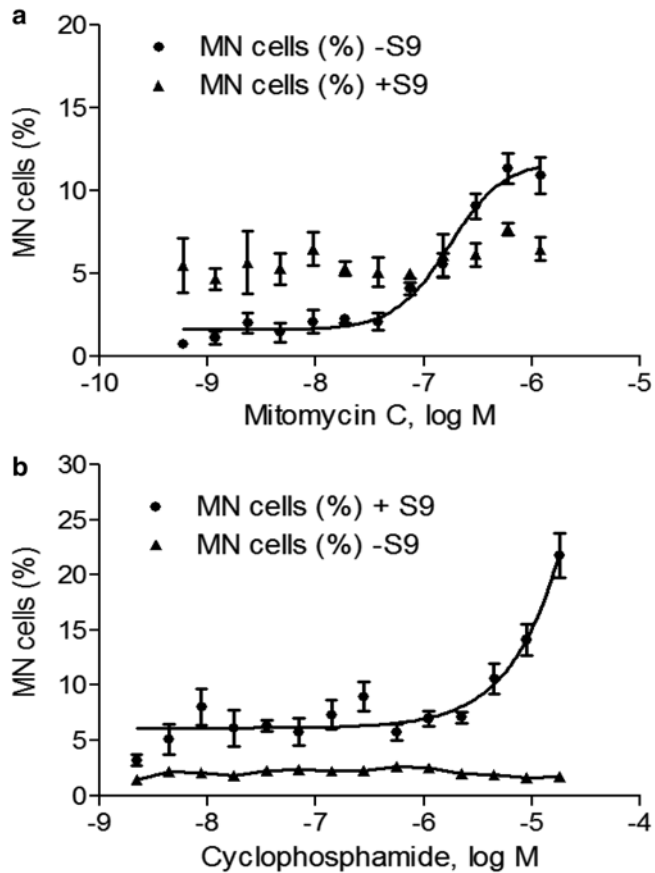 a
20
MN cells (%) -S9
MN cells (%) +S9
15
10
5
0
MN cells (%)
-10 -9 -8 -7 -6 -5
Mitomycin C, log M
b
30
MN cells (%) + S9
25
MN cells (%) -S9
20
15
10
5
0
MN cells (%)
-9 -8 -7 -6 -5 -4
Cyclophosphamide, log M